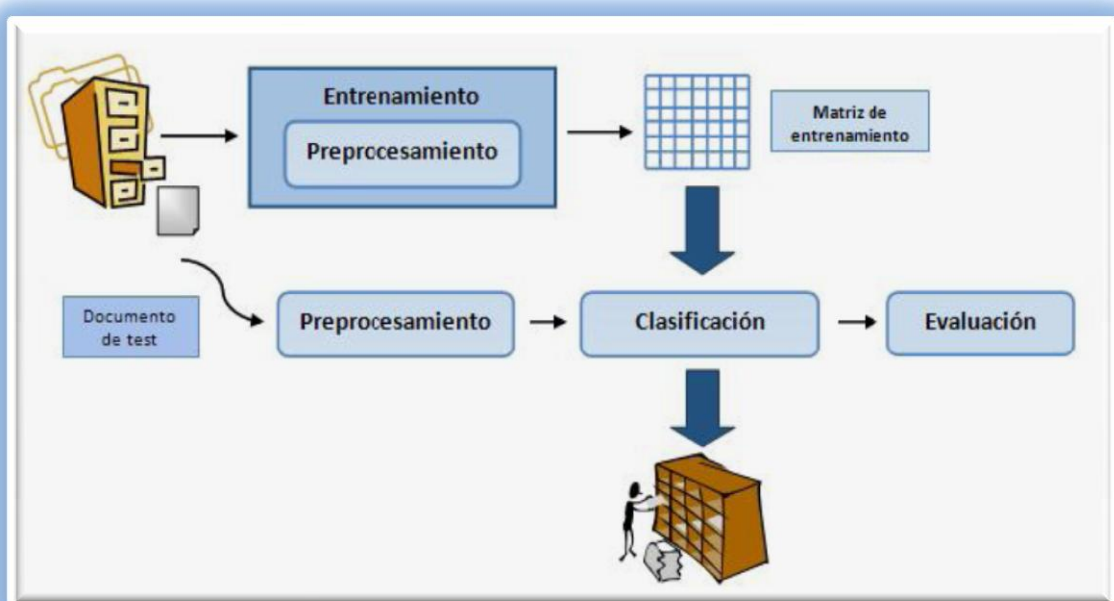 Entrenamiento
Preprocesamiento
Matriz de
entrenamiento
Documento
de test
Preprocesamiento
Clasificación
Evaluación